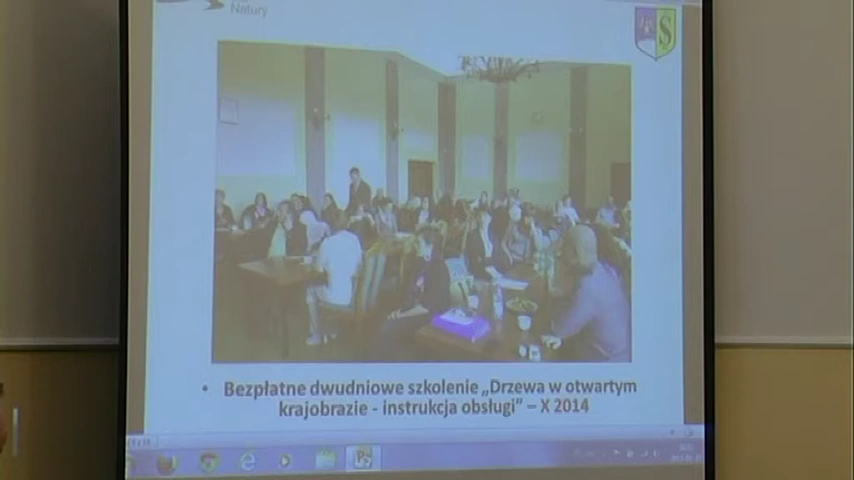 Natury
• Bezpłatne dwudniowe szkolenie „Drzewa w otwartym
krajobrazie - instrukcja obsługi” – X 2014